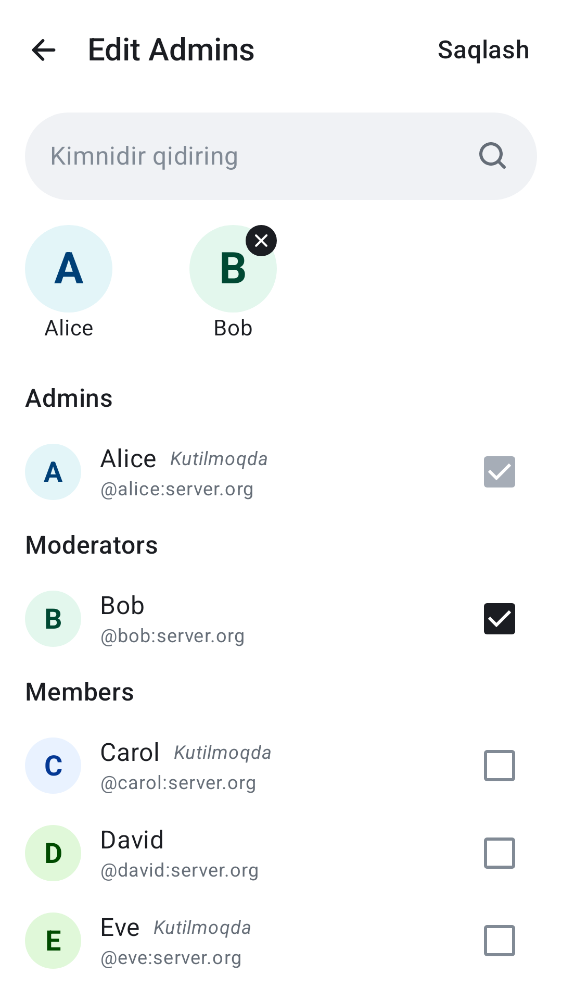 Edit Admins
Saqlash
Kimnidir qidiring
A
B
Alice
Bob
Admins
A
Alice Kutilmoqda
@alice:server.org
Moderators
B
Bob
@bob:server.org
Members
C
Carol Kutilmoqda
@carol:server.org
D
David
@david:server.org
E
Eve Kutilmoqda
@eve:server.org